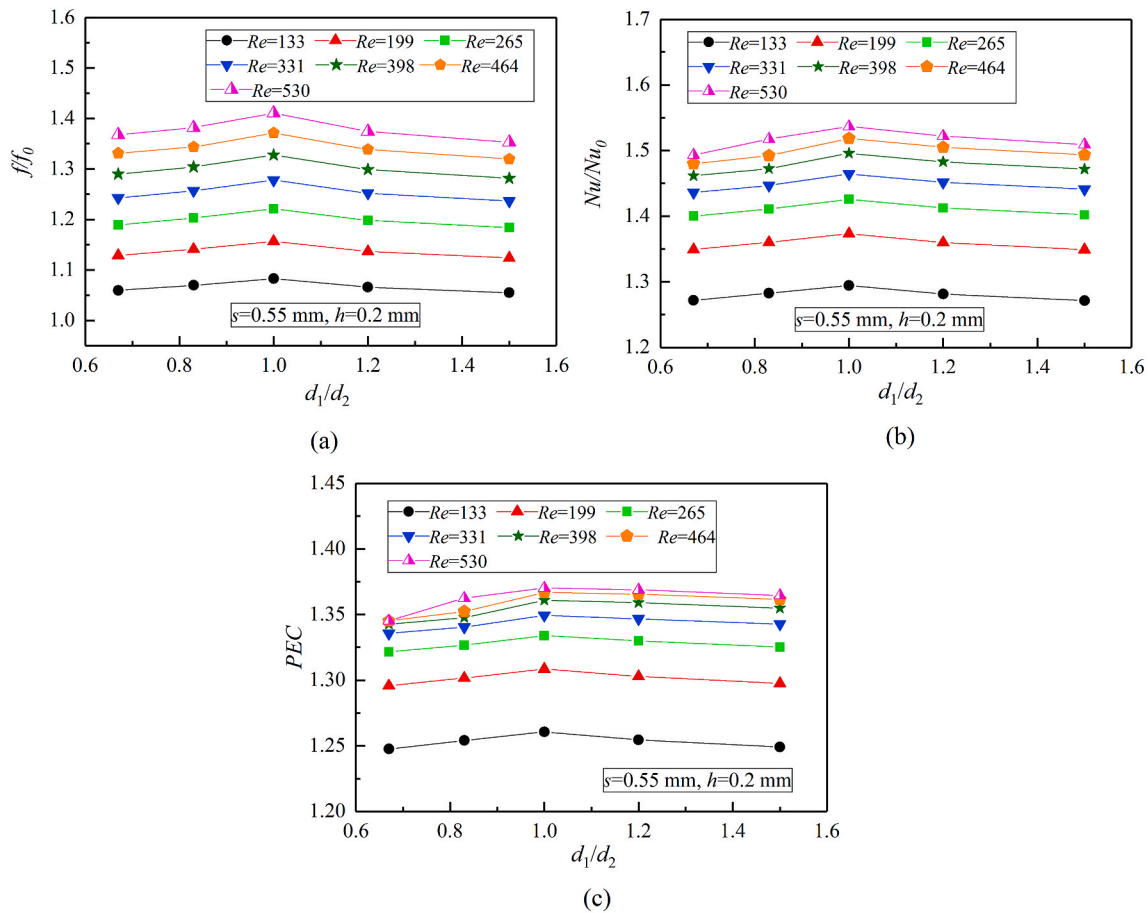 1.6
1.5
1.4
1.3
1.2
1.1
1.0
f/f0
Re=133 Re=199 Re=265
Re=331 Re=398 Re=464
Re=530
s=0.55 mm, h=0.2 mm
0.6 0.8 1.0 1.2 1.4 1.6
d1/d2
(a)
1.7
1.6
1.5
1.4
1.3
1.2
Nu/Nu0
Re=133 Re=199 Re=265
Re=331 Re=398 Re=464
Re=530
s=0.55 mm, h=0.2 mm
0.6 0.8 1.0 1.2 1.4 1.6
d1/d2
(b)
1.45
1.40
1.35
1.30
1.25
1.20
PEC
Re=133 Re=199 Re=265
Re=331 Re=398 Re=464
Re=530
s=0.55 mm, h=0.2 mm
0.6 0.8 1.0 1.2 1.4 1.6
d1/d2
(c)